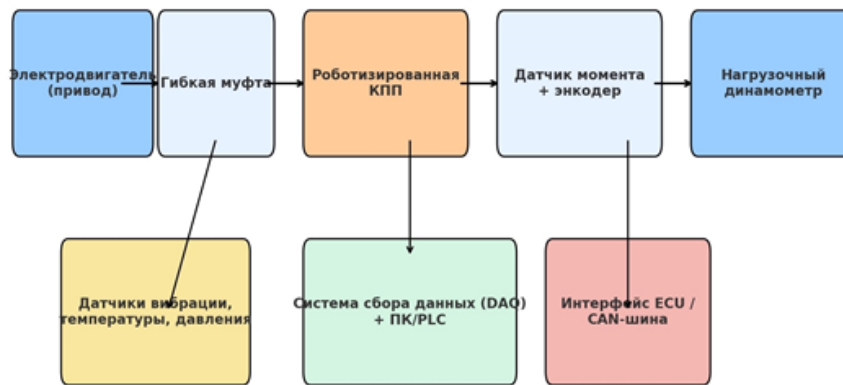 Электродвигатель
(привод)
Гибкая муфта
Роботизированная
КПП
Датчик момента
+ энкодер
Нагрузочный
динамометр
Датчики вибрации,
температуры, давления
Система сбора данных (DAQ)
+ ПК/PLC
Интерфейс ECU /
CAN-шина